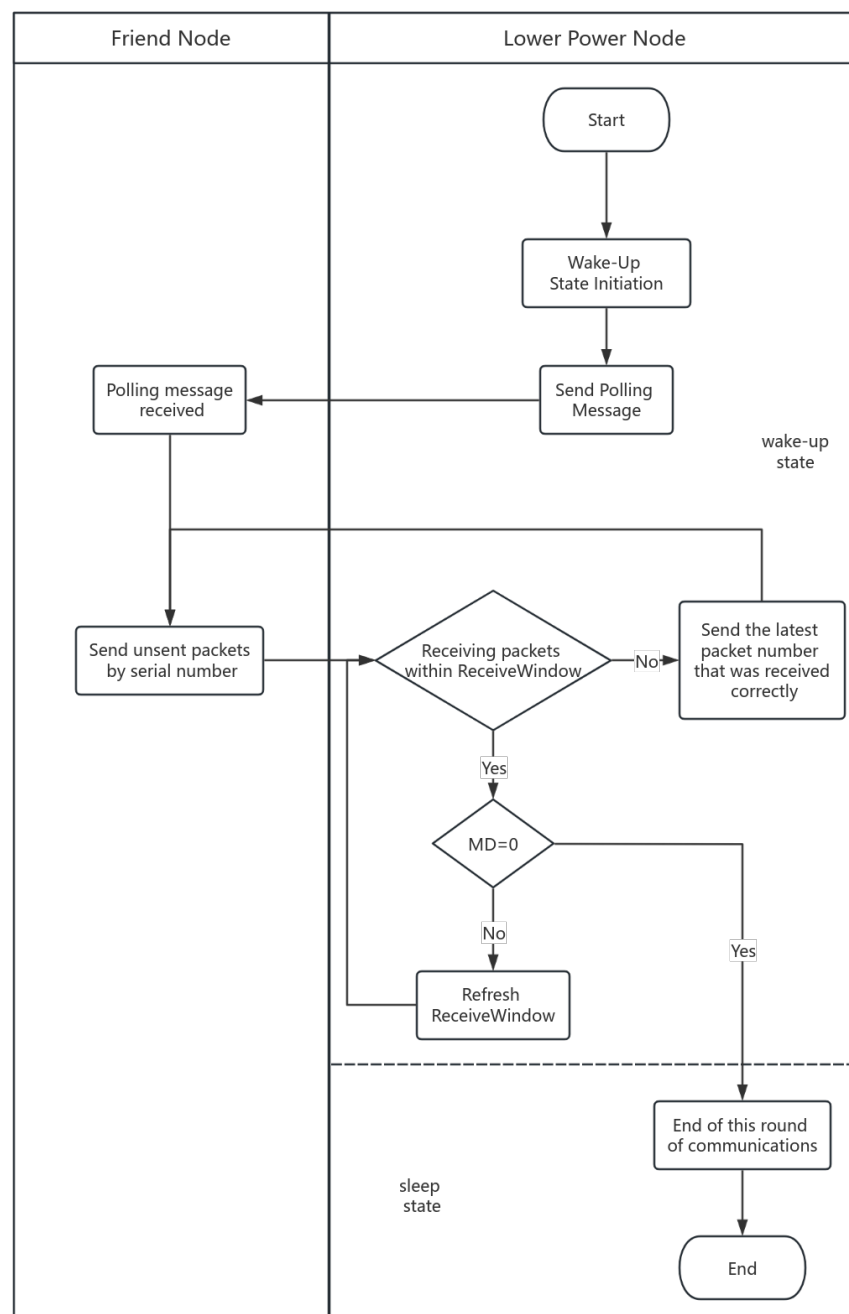 Friend Node
Lower Power Node
Start
Wake-Up
State Initiation
Polling message
received
Send Polling
Message
wake-up
state
Send unsent packets
by serial number
Receiving packets
within ReceiveWindow
No
Send the latest
packet number
that was received
correctly
Yes
MD=0
No
Yes
Refresh
ReceiveWindow
End of this round
of communications
sleep
state
End